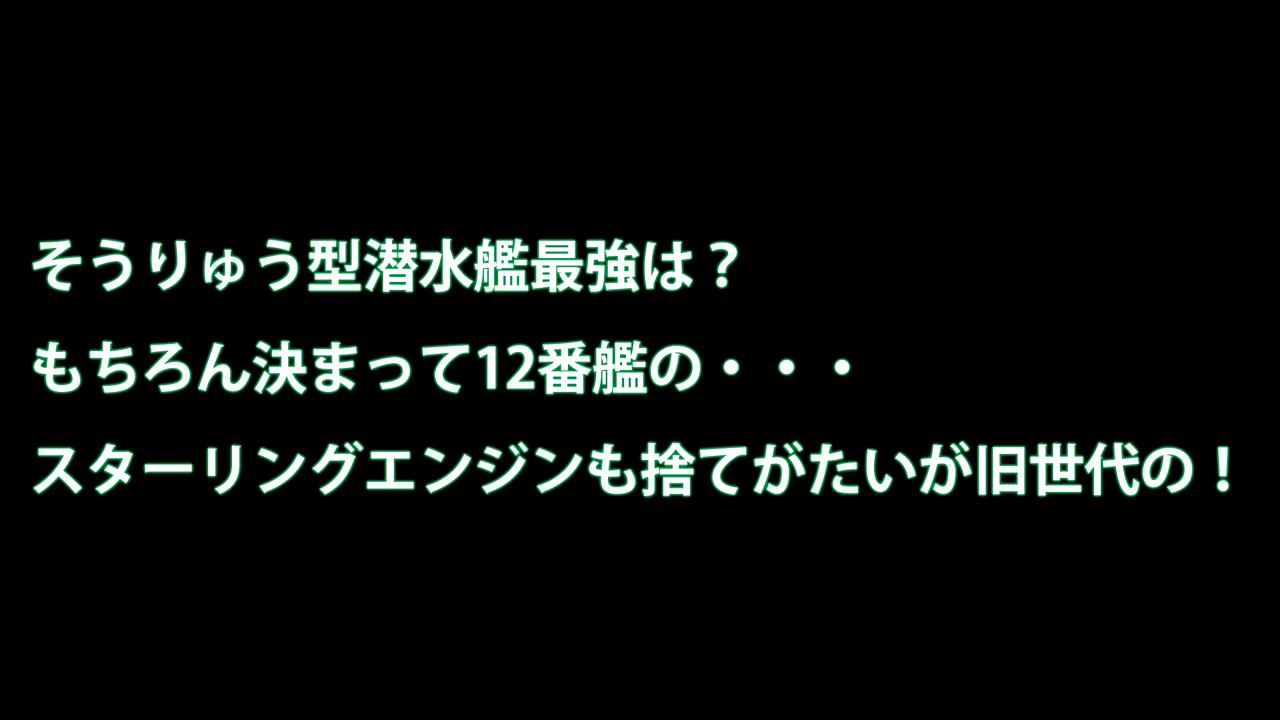 そうりゅう型潜水艦最強は？
もちろん決まって12番艦の・・・
スターリングエンジンも捨てがたいが旧世代の！